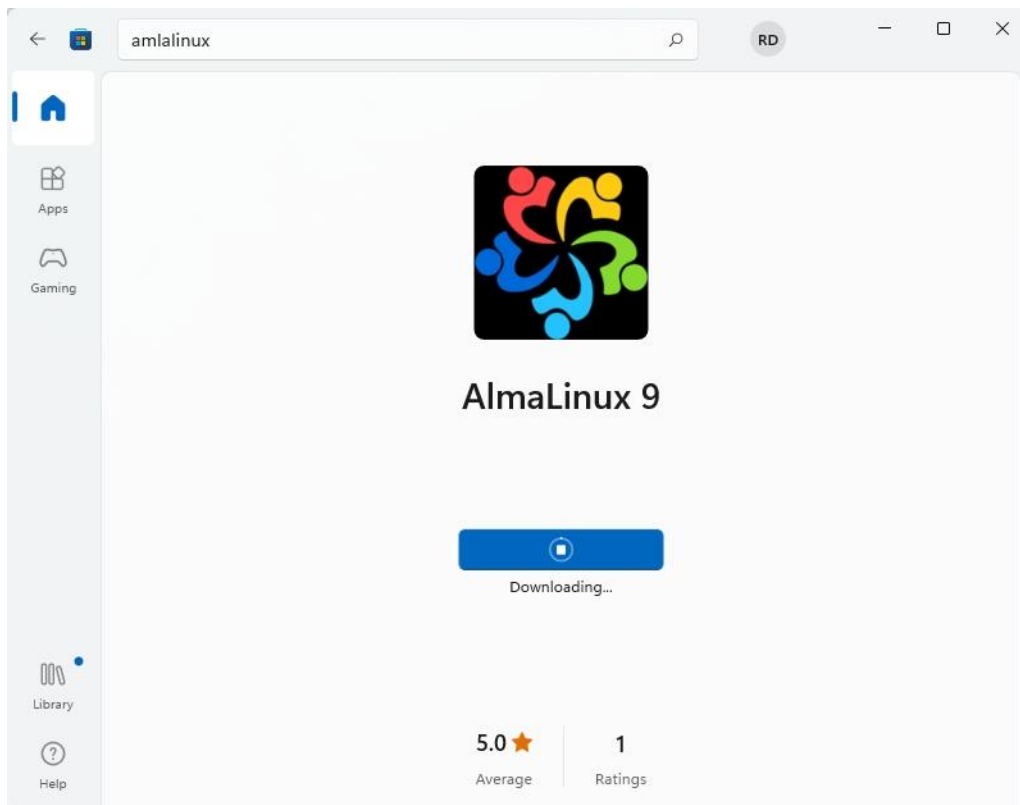 amlalinux
RD
Apps
Gaming
AlmaLinux 9
Downloading...
Library
Help
5.0 1
Average Ratings